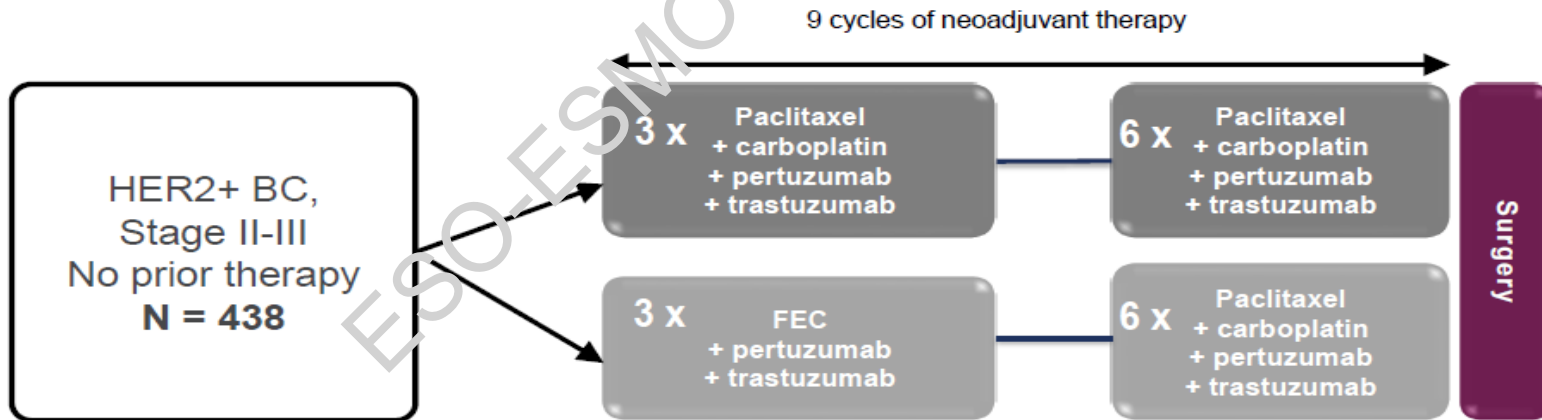 9 cycles of neoadjuvant therapy
HER2+ BC,
Stage II-III
No prior therapy
N = 438
3 x
Paclitaxel
+ carboplatin
+ pertuzumab
+ trastuzumab
6 x
Paclitaxel
+ carboplatin
+ pertuzumab
+ trastuzumab
3 x
FEC
+ pertuzumab
+ trastuzumab
6 x
Paclitaxel
+ carboplatin
+ pertuzumab
+ trastuzumab
Surgery
ESO-ESMO